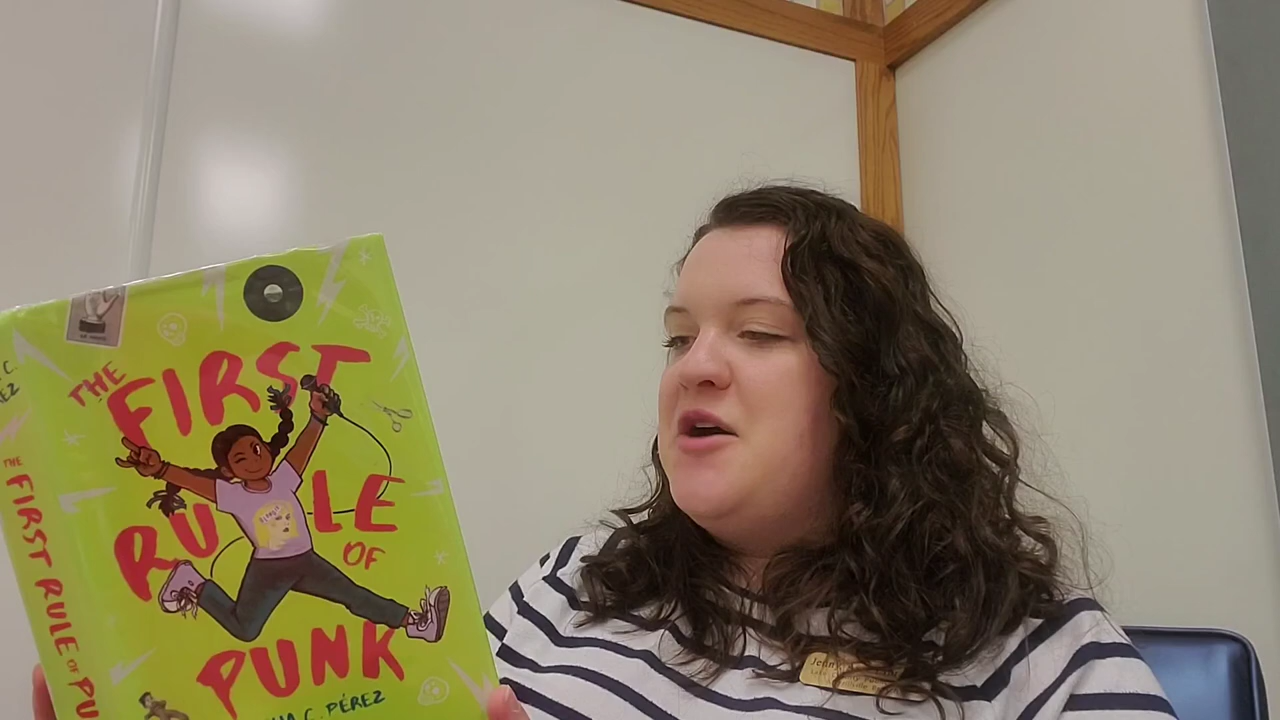 THE
FIRST
RULE
OF
PUNK
C. PÉREZ
THE FIRST RULE OF PU